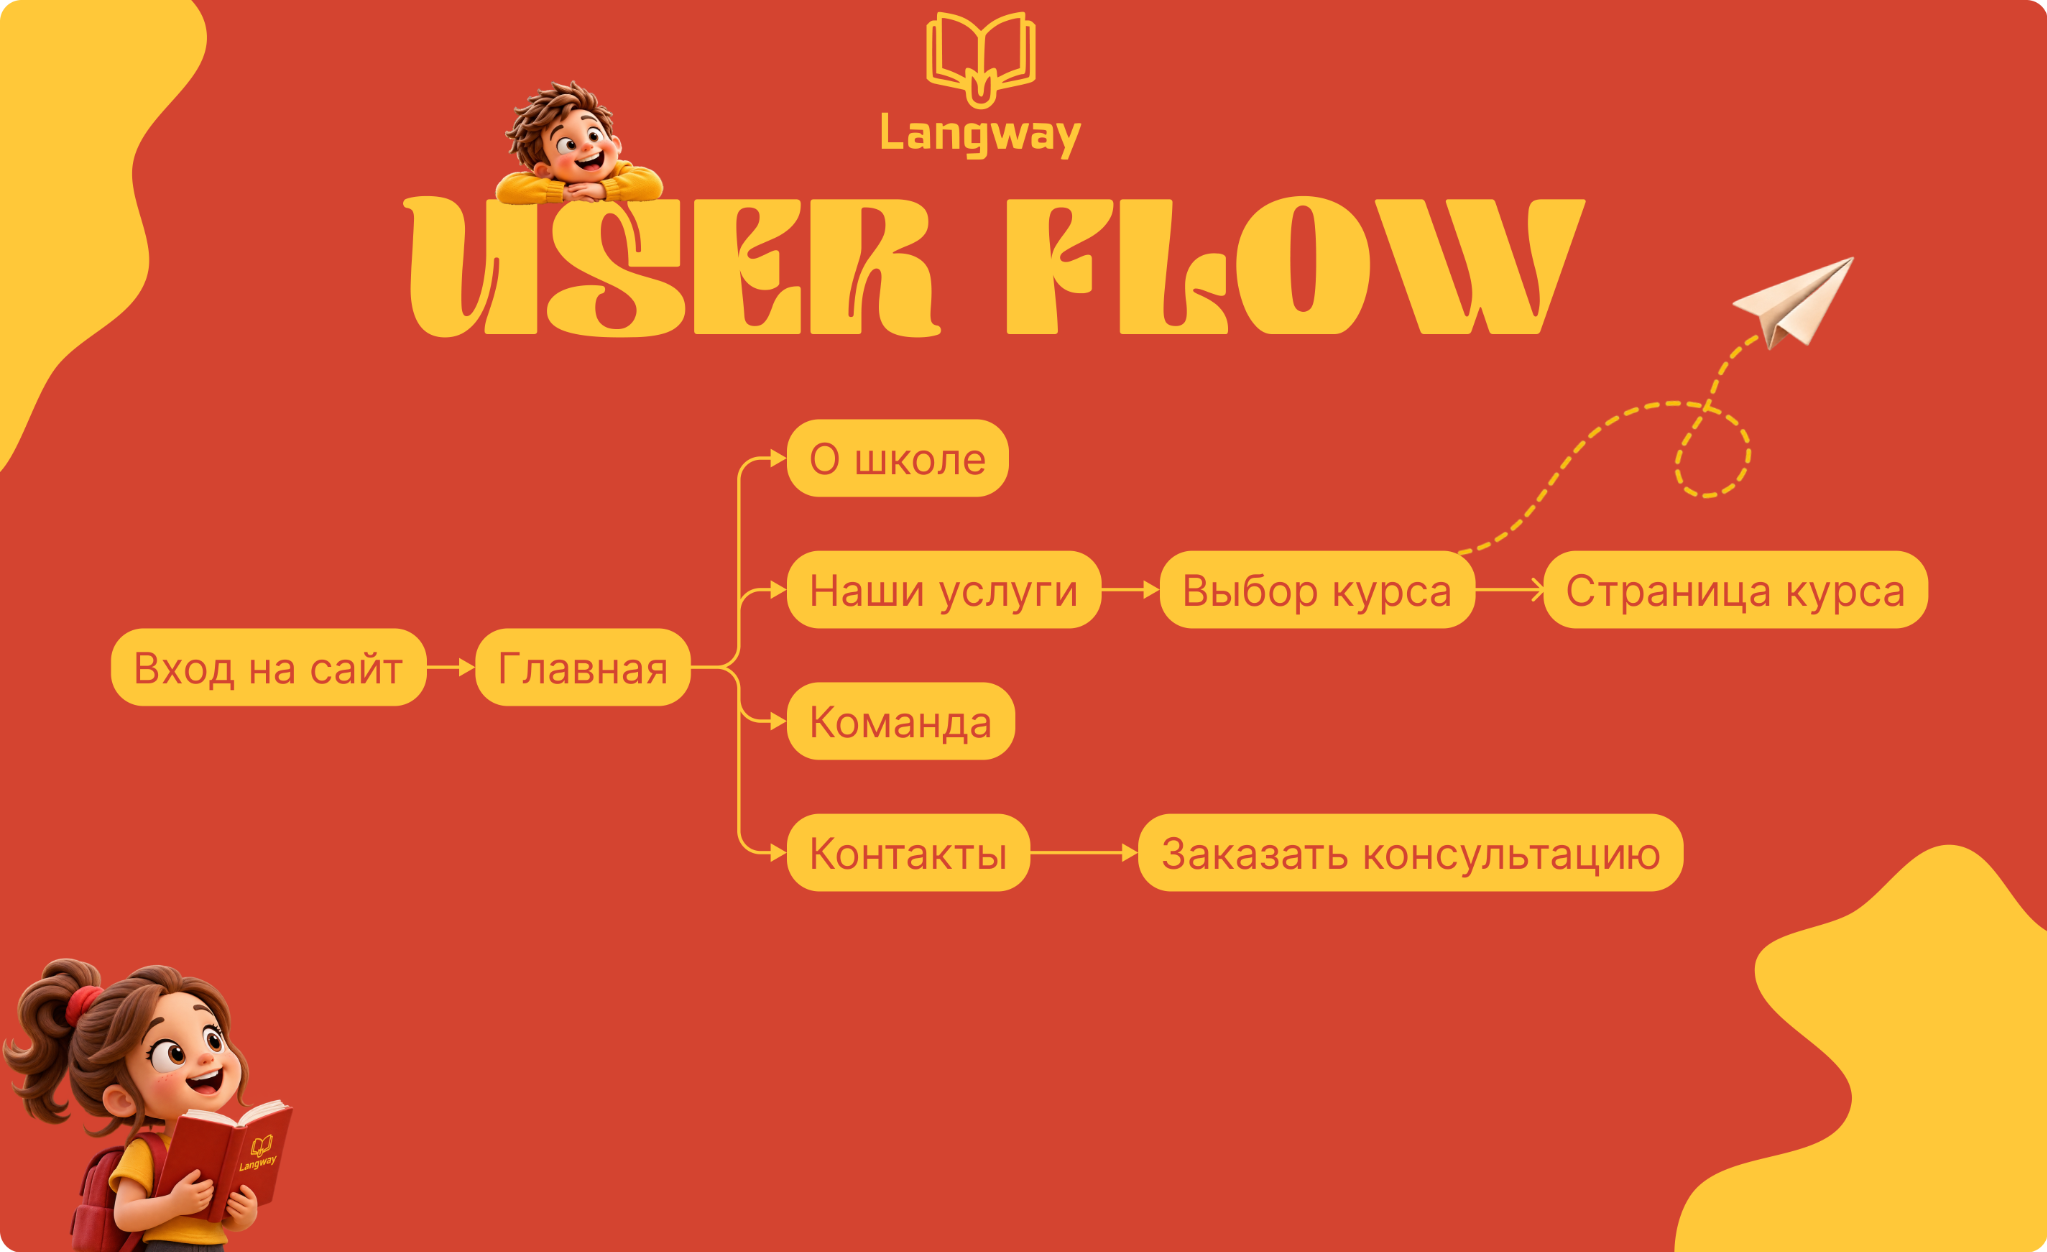 Langway
USER FLOW
О школе
Наши услуги
Выбор курса
Страница курса
Вход на сайт
Главная
Команда
Контакты
Заказать консультацию
Langway